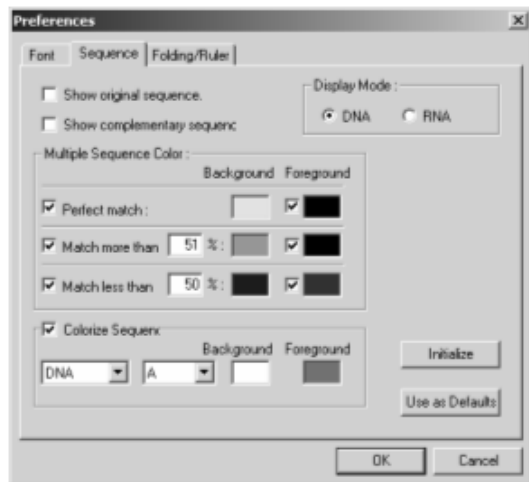 Preferences
Font Sequence Folding/Ruler
Show original sequence.
Show complementary sequenc
Display Mode :
DNA RNA
Multiple Sequence Color :
Background Foreground
Perfect match :
Match more than 51 % :
Match less than 50 % :
Colorize Sequenc
Background Foreground
DNA A
Initialize
Use as Defaults
OK Cancel